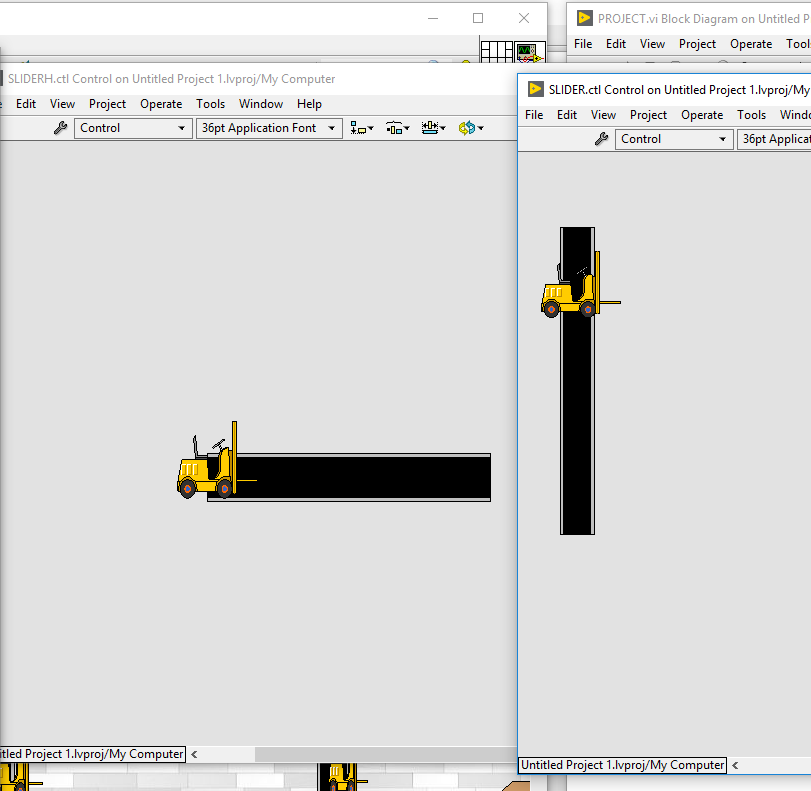 PROJECT.vi Block Diagram on Untitled P
File Edit View Project Operate Tool
SLIDERH.ctl Control on Untitled Project 1.lvproj/My Computer
Edit View Project Operate Tools Window Help
Control 36pt Application Font
SLIDER.ctl Control on Untitled Project 1.lvproj/My
File Edit View Project Operate Tools Windo
Control 36pt Applicat
itled Project 1.lvproj/My Computer
Untitled Project 1.lvproj/My Computer